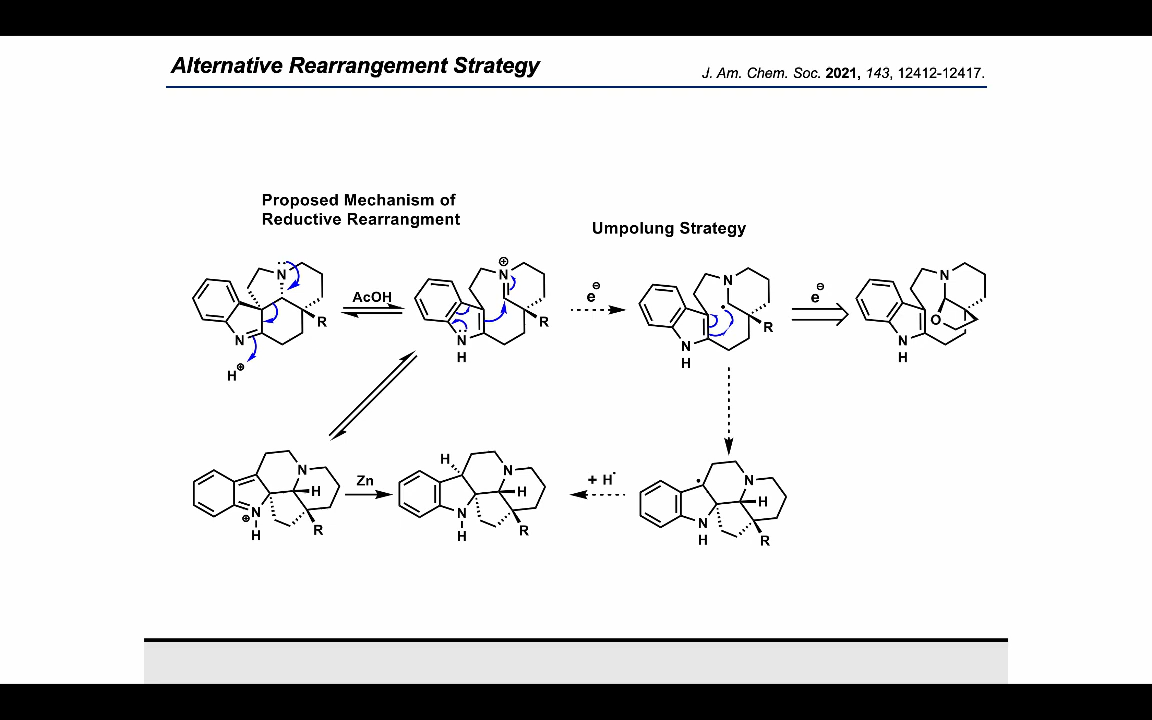 Alternative Rearrangement Strategy
J. Am. Chem. Soc. 2021, 143, 12412-12417.
Proposed Mechanism of
Reductive Rearrangment
Umpolung Strategy
N
R
N
H⊕
AcOH
⊕
N
R
N
H
e⊖
N
R
N
H
e⊖
N
O
N
H
N
H
N
⊕
H
R
Zn
H
N
H
N
H
R
+ H·
N
H
N
H
R